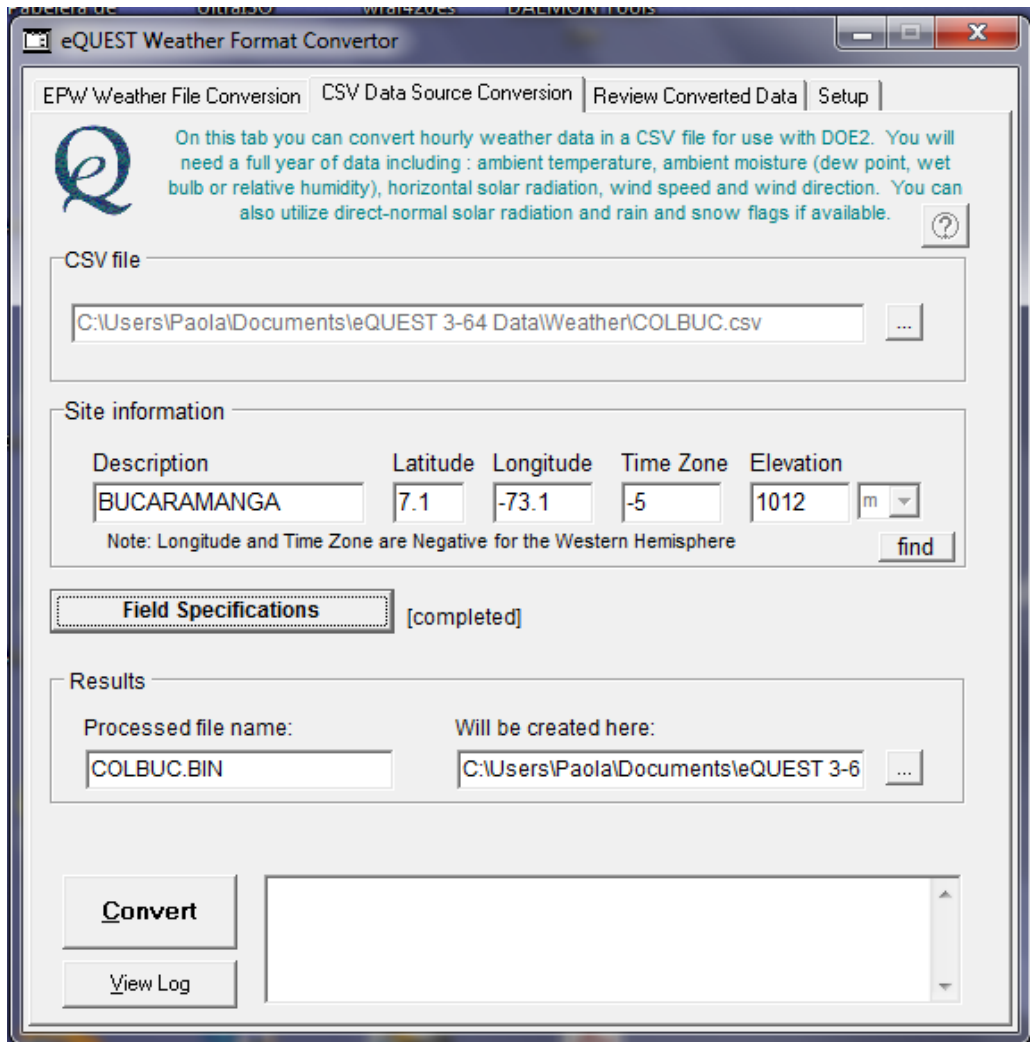 UltraISO
DAEMON Tools
eQUEST Weather Format Convertor
EPW Weather File Conversion CSV Data Source Conversion Review Converted Data Setup
On this tab you can convert hourly weather data in a CSV file for use with DOE2. You will
need a full year of data including : ambient temperature, ambient moisture (dew point, wet
bulb or relative humidity), horizontal solar radiation, wind speed and wind direction. You can
also utilize direct-normal solar radiation and rain and snow flags if available.
?
CSV file
C:\Users\Paola\Documents\eQUEST 3-64 Data\Weather\COLBUC.csv ...
Site information
Description Latitude Longitude Time Zone Elevation
BUCARAMANGA 7.1 -73.1 -5 1012 m
Note: Longitude and Time Zone are Negative for the Western Hemisphere find
Field Specifications [completed]
Results
Processed file name: Will be created here:
COLBUC.BIN C:\Users\Paola\Documents\eQUEST 3-6 ...
Convert
View Log